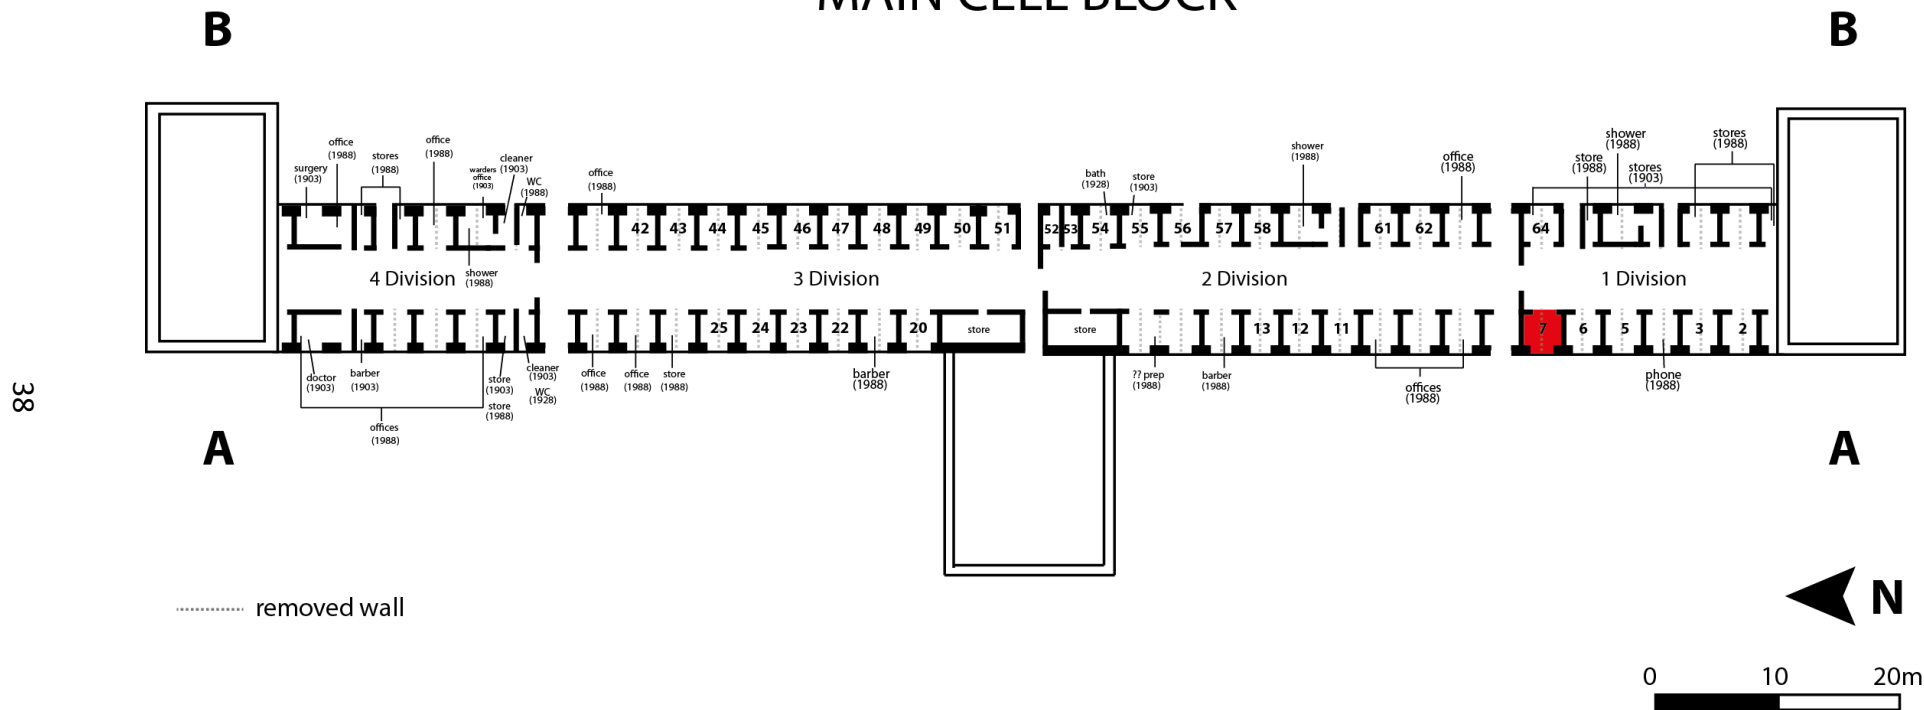 MAIN CELL BLOCK
B
B
surgery
(1903)
office
(1988)
stores
(1988)
office
(1988)
warders
office
(1903)
cleaner
(1903)
WC
(1988)
office
(1988)
bath
(1928)
store
(1903)
shower
(1988)
office
(1988)
store
(1988)
shower
(1988)
stores
(1903)
stores
(1988)
42 43 44 45 46 47 48 49 50 51 52 53 54 55 56 57 58 61 62 64
4 Division
shower
(1988)
3 Division
2 Division
1 Division
25 24 23 22 20 store store 13 12 11 7 6 5 3 2
doctor
(1903)
barber
(1903)
offices
(1988)
store
(1903)
store
(1988)
cleaner
(1903)
WC
(1928)
office
(1988)
office
(1988)
store
(1988)
barber
(1988)
?? prep
(1988)
barber
(1988)
offices
(1988)
phone
(1988)
38
A
A
removed wall
N
0 10 20m